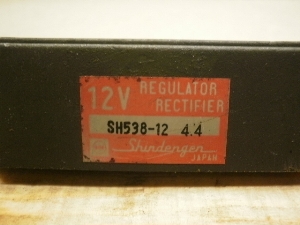 12V REGULATOR
RECTIFIER
SH538-12 4.4
Shindengen
JAPAN